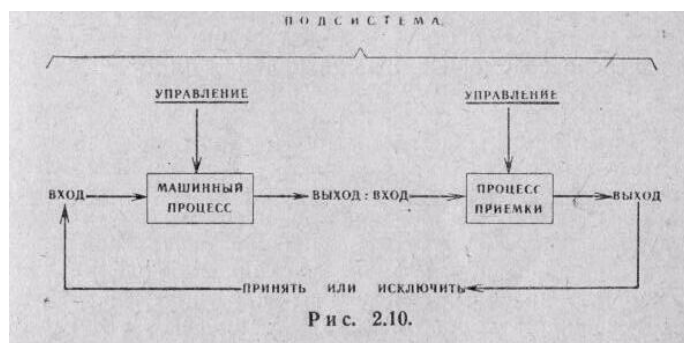 ПОДСИСТЕМА
УПРАВЛЕНИЕ УПРАВЛЕНИЕ
ВХОД МАШИННЫЙ ПРОЦЕСС ВЫХОД : ВХОД ПРОЦЕСС ПРИЕМКИ ВЫХОД
ПРИНЯТЬ ИЛИ ИСКЛЮЧИТЬ
Рис. 2.10.